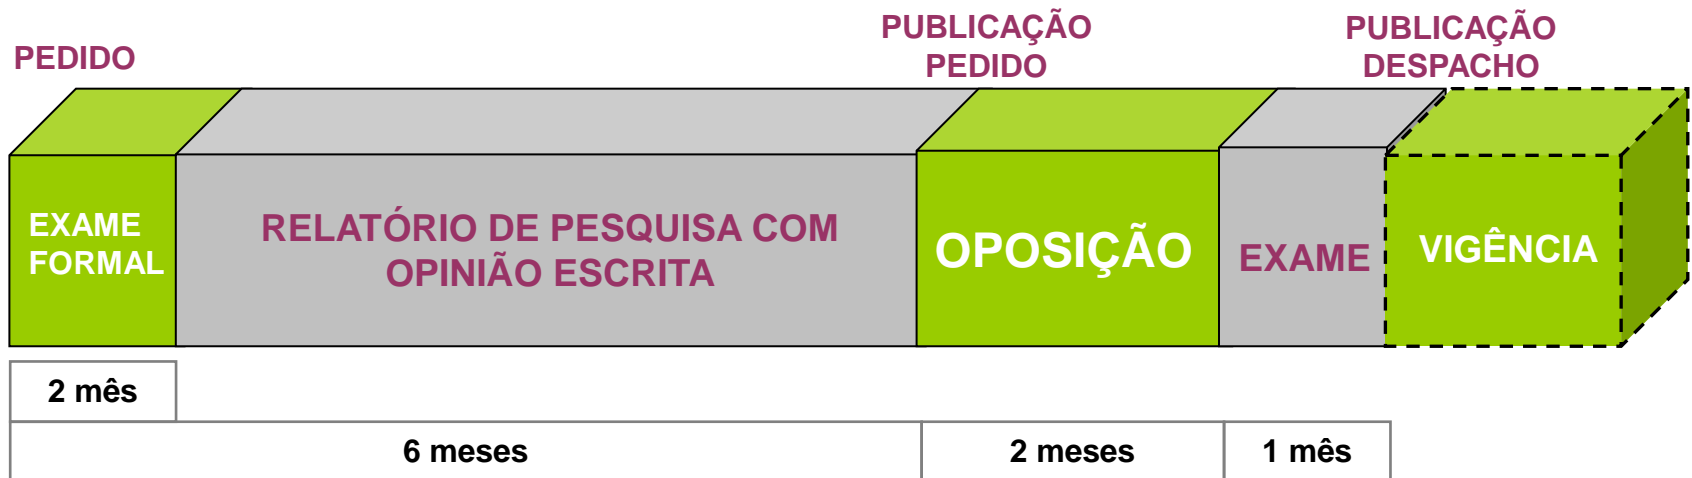 PEDIDO
PUBLICAÇÃO
PEDIDO
PUBLICAÇÃO
DESPACHO
EXAME
FORMAL
RELATÓRIO DE PESQUISA COM
OPINIÃO ESCRITA
OPOSIÇÃO
EXAME
VIGÊNCIA
2 mês
6 meses
2 meses
1 mês